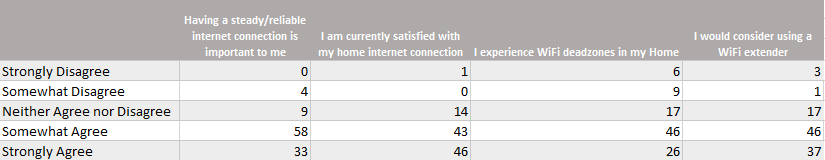 Having a steady/reliable
internet connection is
important to me
I am currently satisfied with
my home internet connection
I experience WiFi deadzones in my Home
I would consider using a
WiFi extender
Strongly Disagree 0 1 6 3
Somewhat Disagree 4 0 9 1
Neither Agree nor Disagree 9 14 17 17
Somewhat Agree 58 43 46 46
Strongly Agree 33 46 26 37